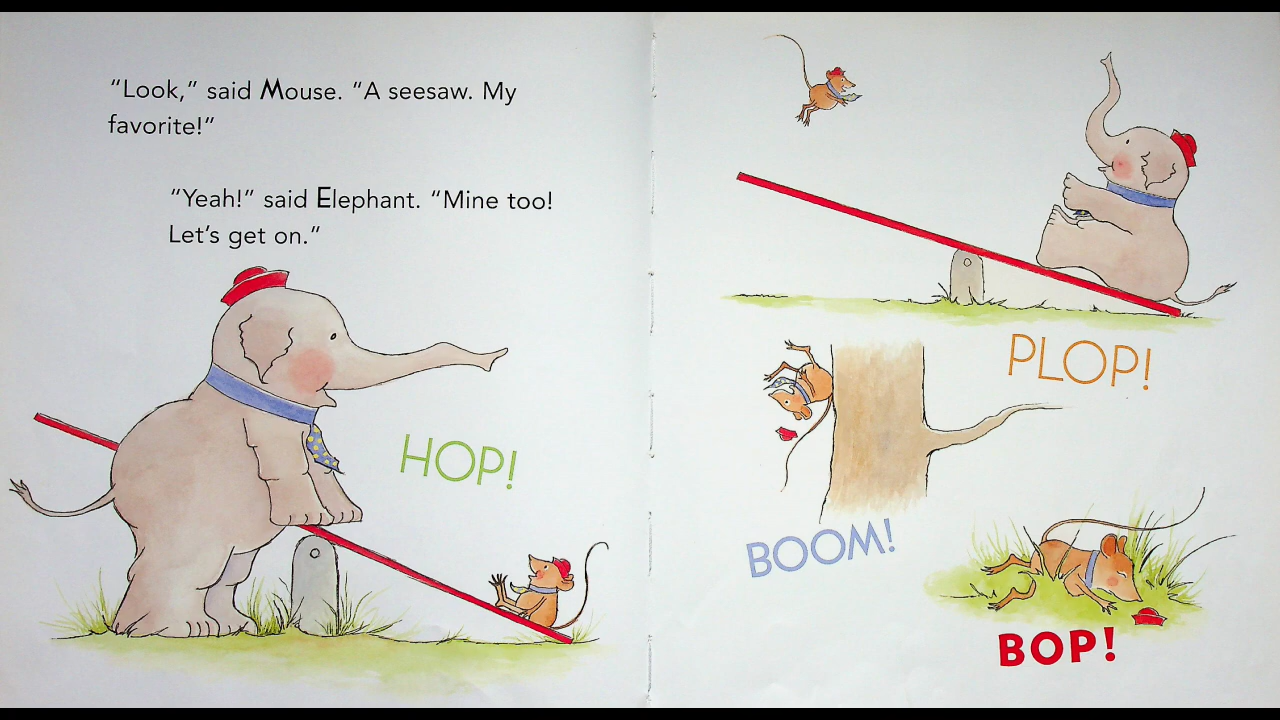 “Look,” said Mouse. “A seesaw. My
favorite!”
“Yeah!” said Elephant. “Mine too!
Let’s get on.”
HOP!
PLOP!
BOOM!
BOP!